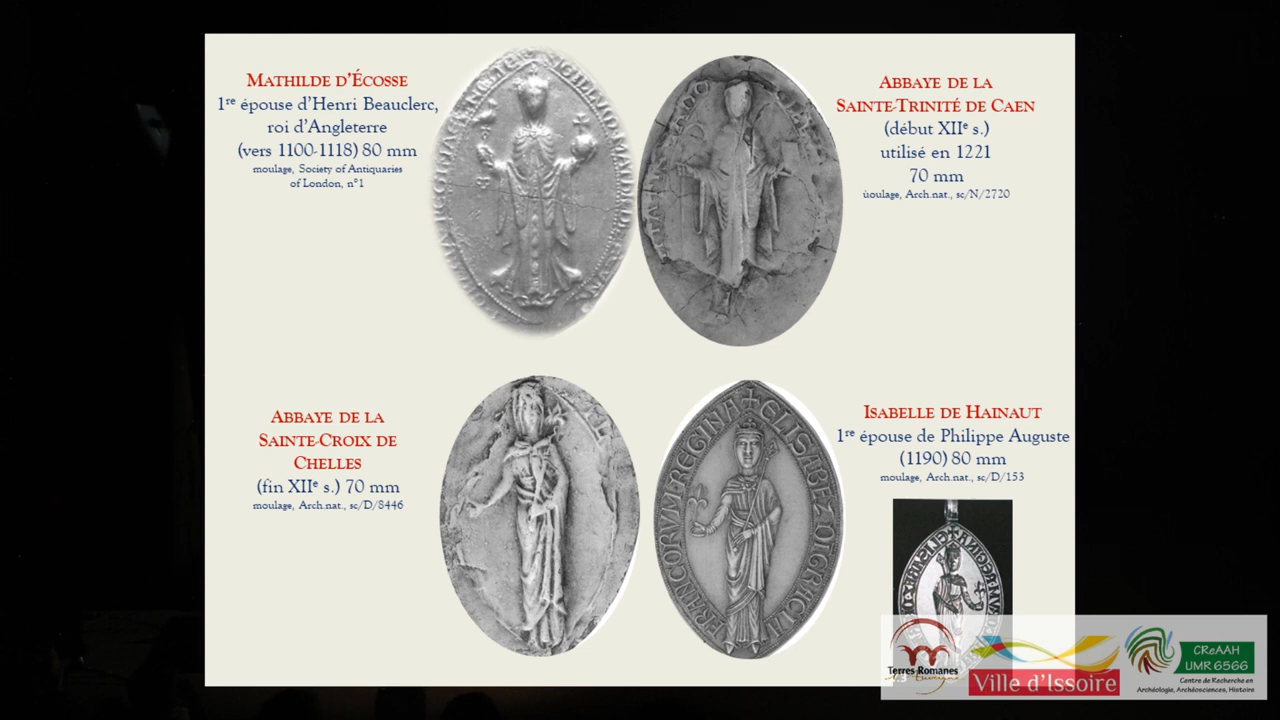 MATHILDE D'ÉCOSSE
1re épouse d'Henri Beauclerc,
roi d'Angleterre
(vers 1100-1118) 80 mm
moulage, Society of Antiquaries
of London, n°1
ABBAYE DE LA
SAINTE-TRINITÉ DE CAEN
(début XIIe s.)
utilisé en 1221
70 mm
ùoulage, Arch.nat., sc/N/2720
ABBAYE DE LA
SAINTE-CROIX DE
CHELLES
(fin XIIe s.) 70 mm
moulage, Arch.nat., sc/D/8446
ISABELLE DE HAINAUT
1re épouse de Philippe Auguste
(1190) 80 mm
moulage, Arch.nat., sc/D/153
FRANCORVM REGINA
Terres Romanes
d'Auvergne
Ville d'Issoire
CReAAH
UMR 6566
Centre de Recherche en
Archéologie, Archéosciences, Histoire